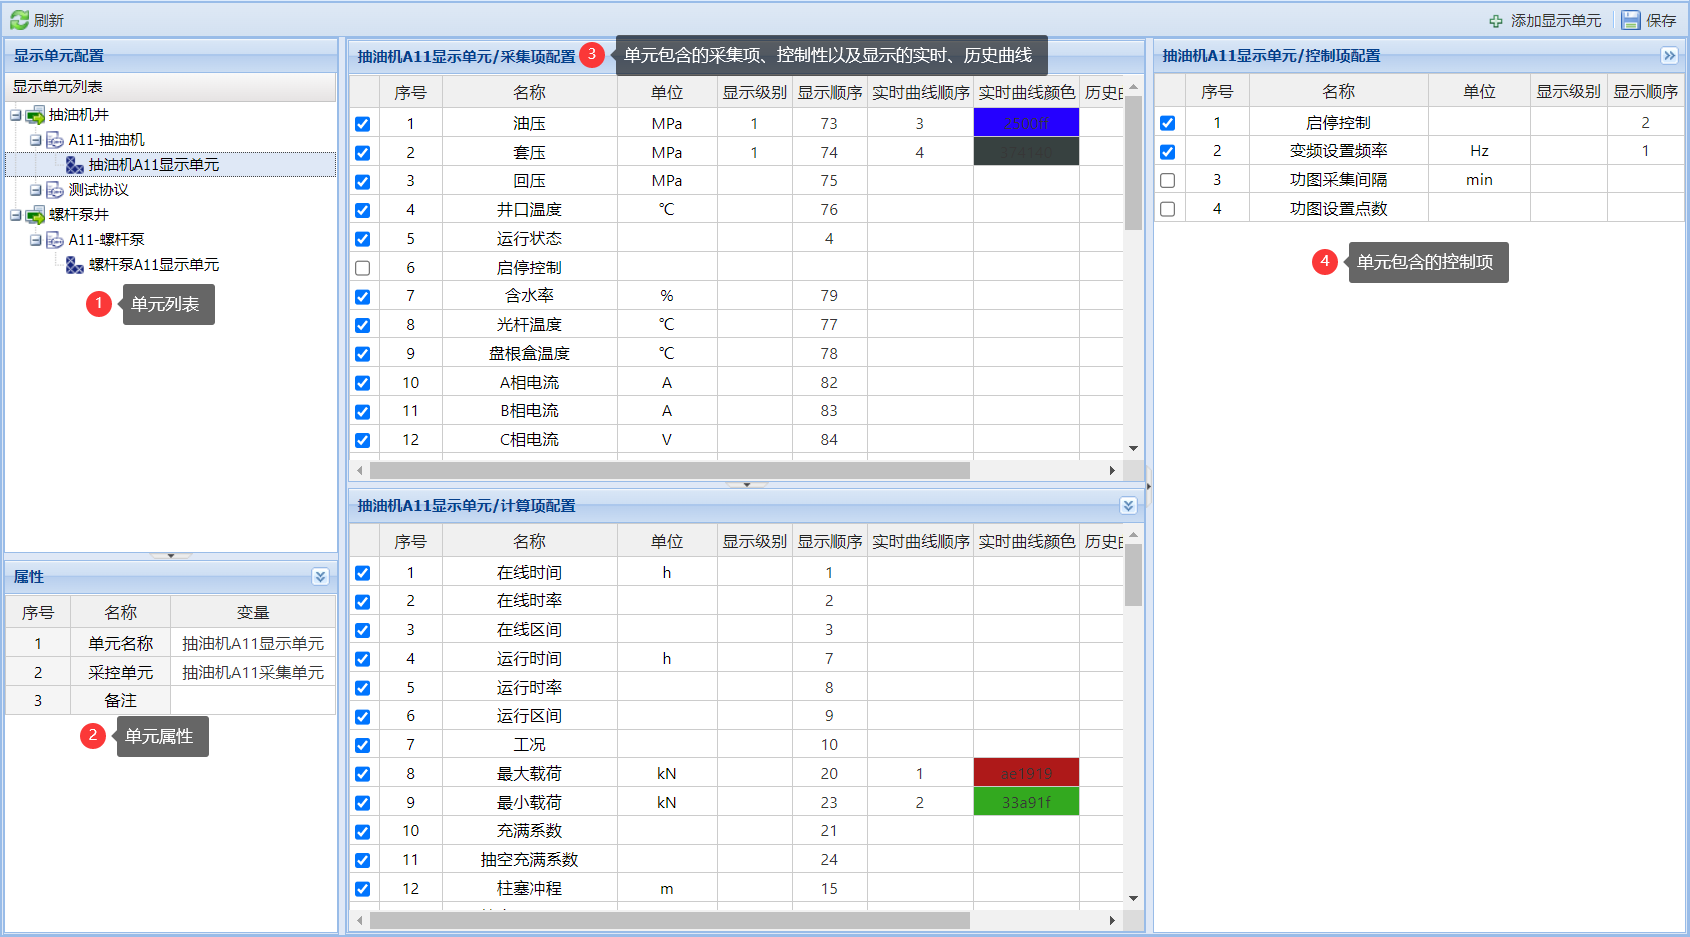 刷新
添加显示单元
保存
显示单元配置
显示单元列表
抽油机井
A11-抽油机
抽油机A11显示单元
测试协议
螺杆泵井
A11-螺杆泵
螺杆泵A11显示单元
1 单元列表
属性
序号 名称 变量
1 单元名称 抽油机A11显示单元
2 采控单元 抽油机A11采集单元
3 备注
2 单元属性
抽油机A11显示单元/采集项配置
3 单元包含的采集项、控制性以及显示的实时、历史曲线
序号 名称 单位 显示级别 显示顺序 实时曲线顺序 实时曲线颜色 历史
1 油压 MPa 1 73 3 2500ff
2 套压 MPa 1 74 4
3 回压 MPa 75
4 井口温度 ℃ 76
5 运行状态 4
6 启停控制
7 含水率 % 79
8 光杆温度 ℃ 77
9 盘根盒温度 ℃ 78
10 A相电流 A 82
11 B相电流 A 83
12 C相电流 V 84
抽油机A11显示单元/计算项配置
序号 名称 单位 显示级别 显示顺序 实时曲线顺序 实时曲线颜色 历史
1 在线时间 h 1
2 在线时率 2
3 在线区间 3
4 运行时间 h 7
5 运行时率 8
6 运行区间 9
7 工况 10
8 最大载荷 kN 20 1 ae1919
9 最小载荷 kN 23 2 33a91f
10 充满系数 21
11 抽空充满系数 24
12 柱塞冲程 m 15
抽油机A11显示单元/控制项配置
序号 名称 单位 显示级别 显示顺序
1 启停控制 2
2 变频设置频率 Hz 1
3 功图采集间隔 min
4 功图设置点数
4 单元包含的控制项